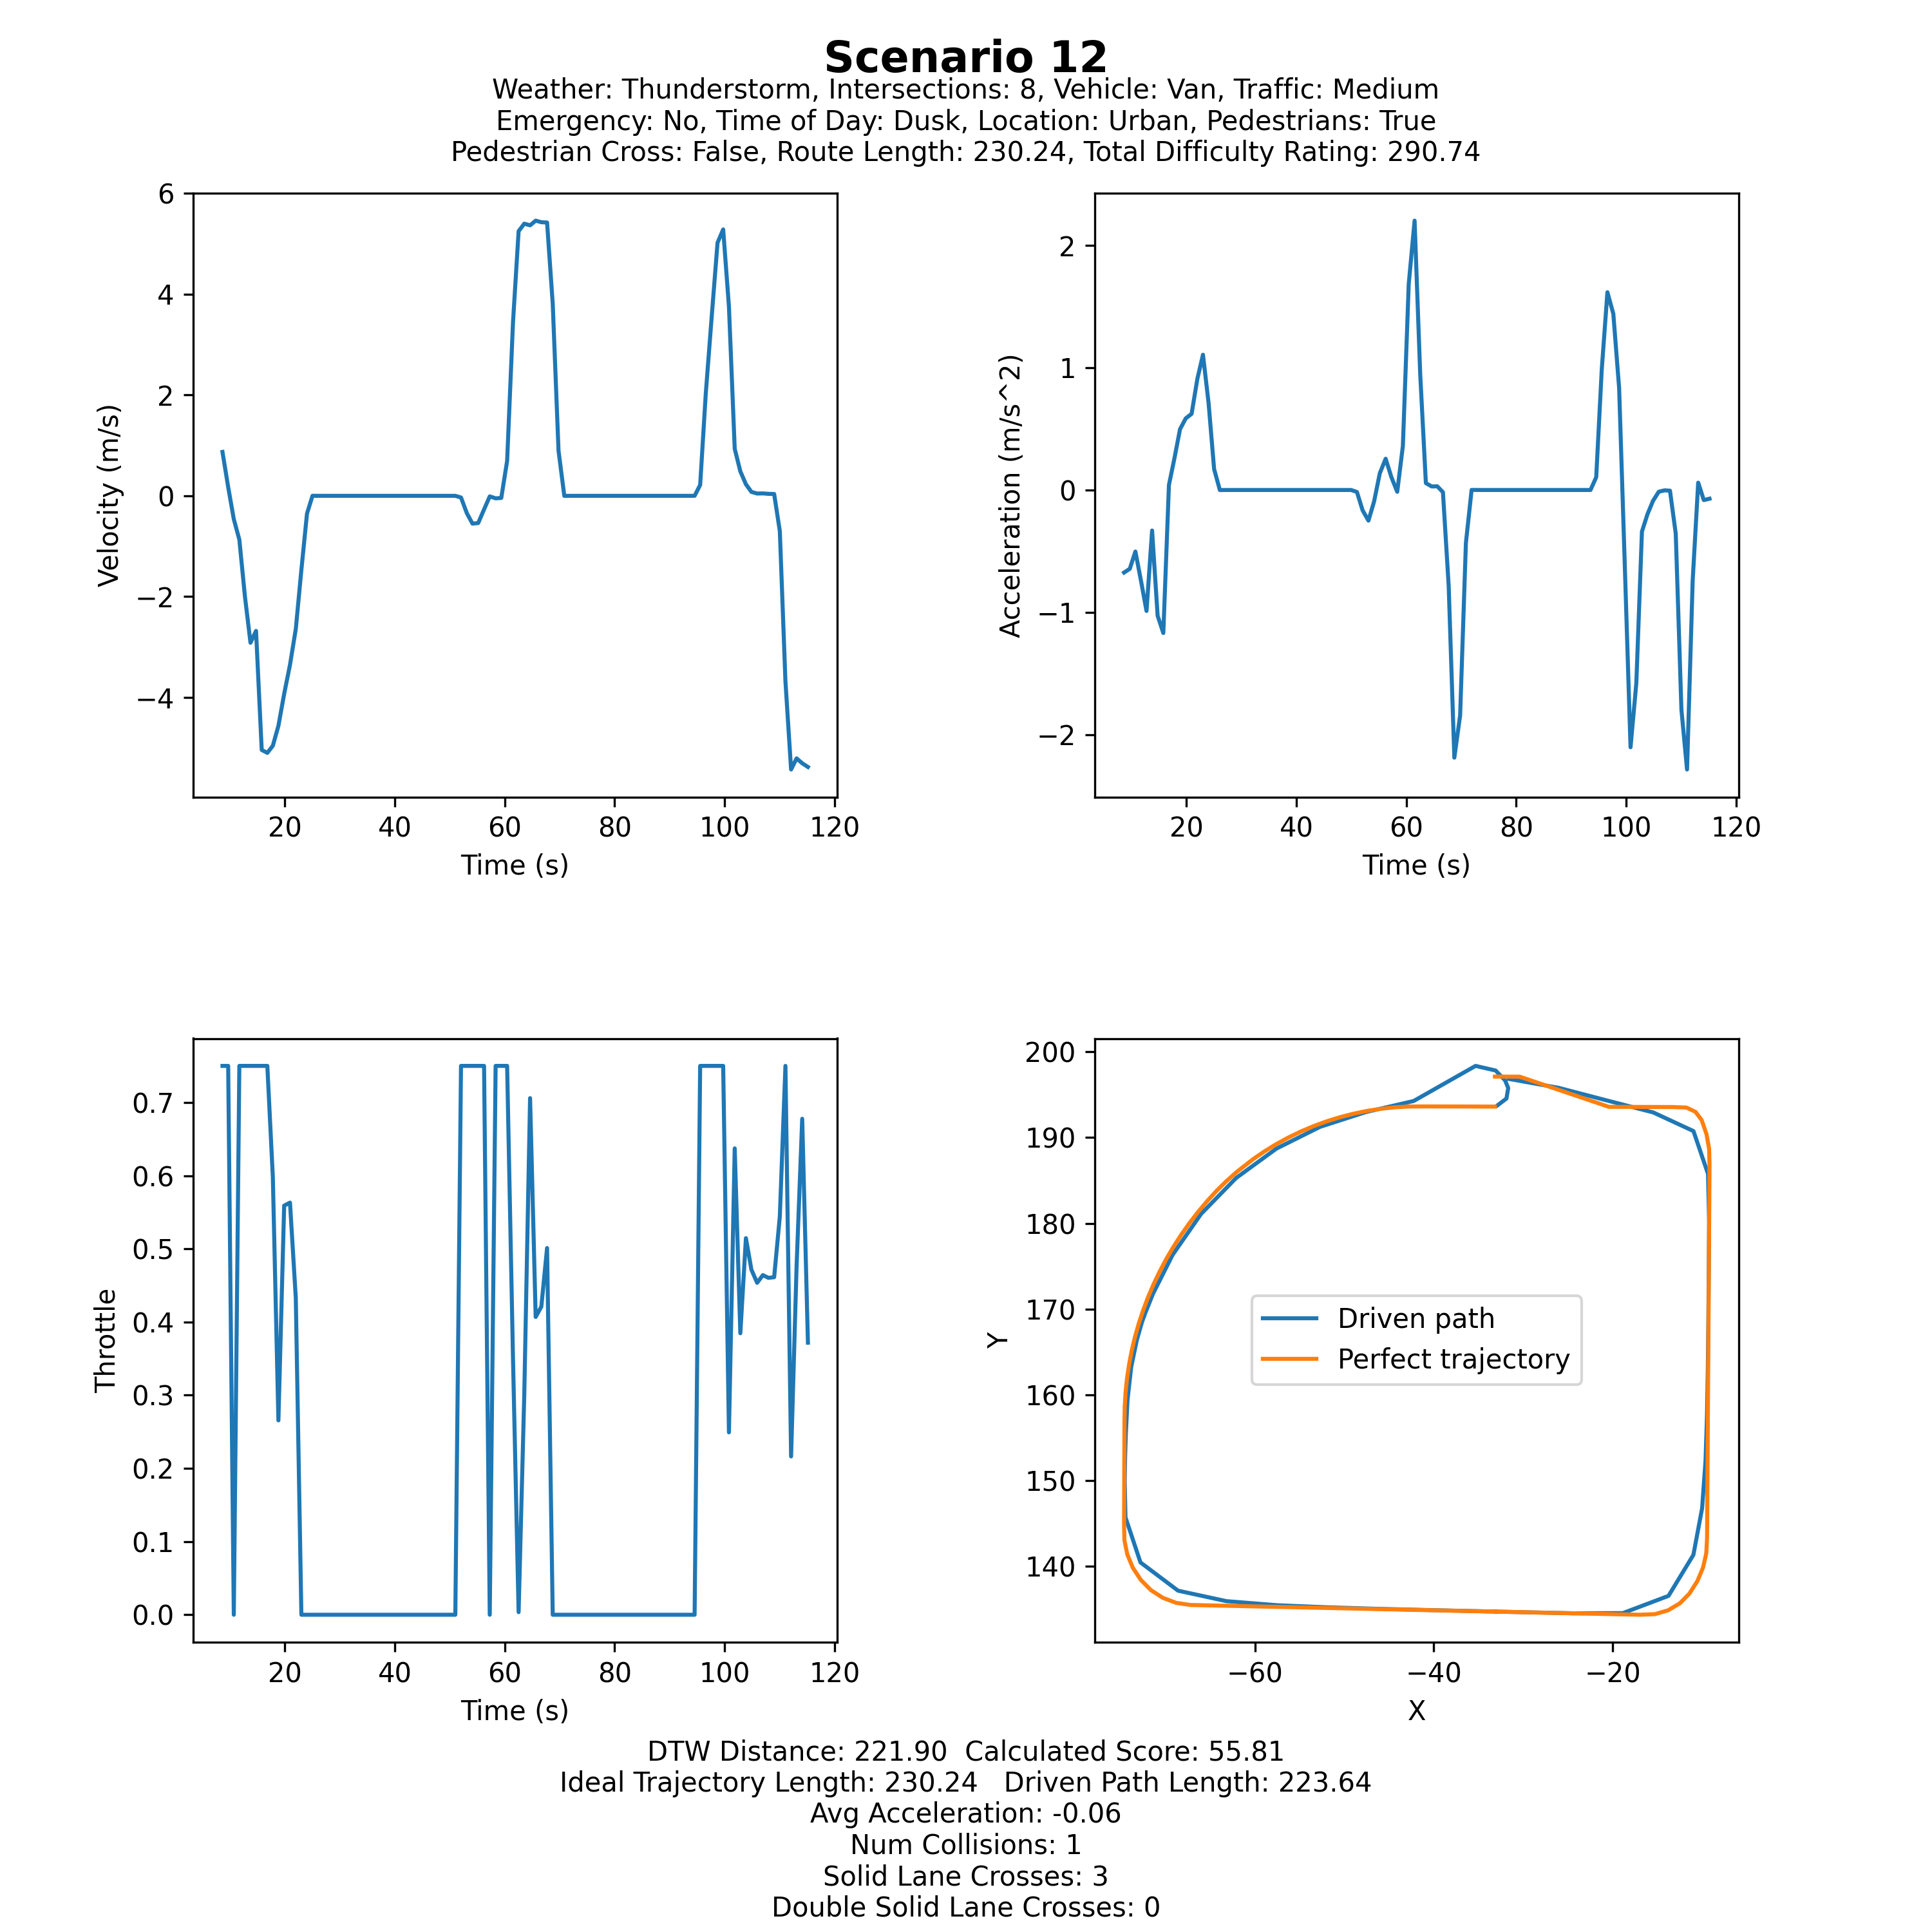 Scenario 12
Weather: Thunderstorm, Intersections: 8, Vehicle: Van, Traffic: Medium
Emergency: No, Time of Day: Dusk, Location: Urban, Pedestrians: True
Pedestrian Cross: False, Route Length: 230.24, Total Difficulty Rating: 290.74
6
4
2
0
−2
−4
Velocity (m/s)
20 40 60 80 100 120
Time (s)
2
1
0
−1
−2
Acceleration (m/s^2)
20 40 60 80 100 120
Time (s)
0.7
0.6
0.5
0.4
0.3
0.2
0.1
0.0
Throttle
20 40 60 80 100 120
Time (s)
200
190
180
170
160
150
140
Y
Driven path
Perfect trajectory
−60 −40 −20
X
DTW Distance: 221.90 Calculated Score: 55.81
Ideal Trajectory Length: 230.24 Driven Path Length: 223.64
Avg Acceleration: -0.06
Num Collisions: 1
Solid Lane Crosses: 3
Double Solid Lane Crosses: 0